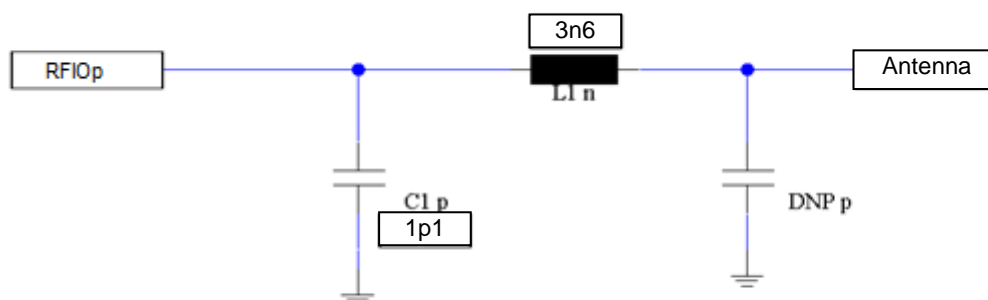 3n6
RFIOp
Antenna
L1 n
C1 p
DNP p
1p1